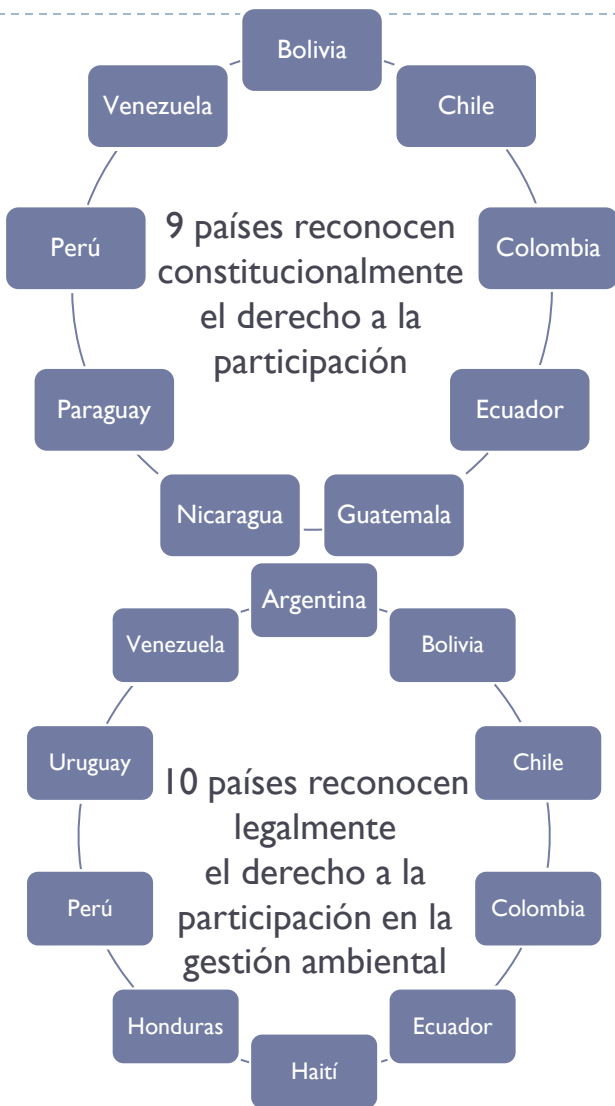 Bolivia
Venezuela
Chile
Perú
9 países reconocen
constitucionalmente
el derecho a la
participación
Colombia
Paraguay
Ecuador
Nicaragua
Guatemala
Argentina
Venezuela
Bolivia
Uruguay
Chile
10 países reconocen
legalmente
el derecho a la
participación en la
gestión ambiental
Perú
Colombia
Honduras
Ecuador
Haití